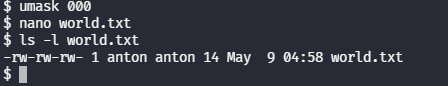 $ umask 000
$ nano world.txt
$ ls -l world.txt
-rw-rw-rw- 1 anton anton 14 May  9 04:58 world.txt
$